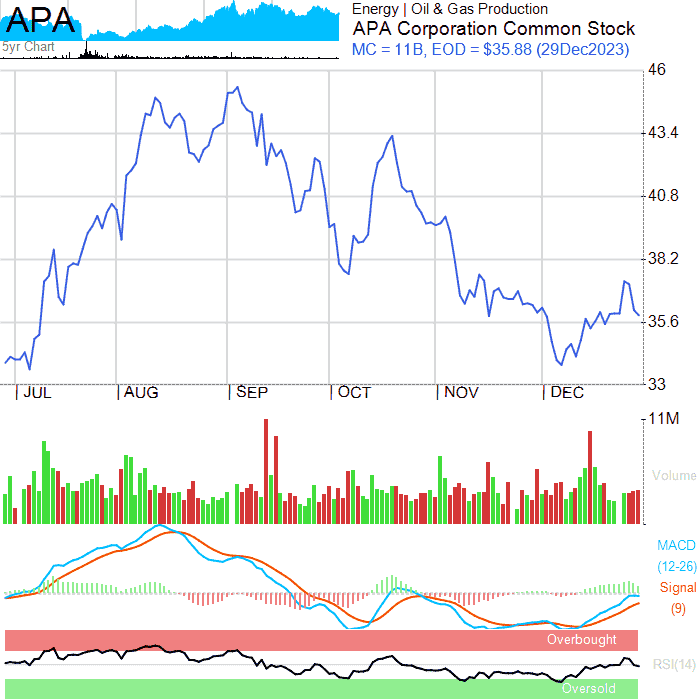 APA
5yr Chart
Energy | Oil & Gas Production
APA Corporation Common Stock
MC = 11B, EOD = $35.88 (29Dec2023)
46
43.4
40.8
38.2
35.6
33
| JUL | AUG | SEP | OCT | NOV | DEC
11M
Volume
MACD
(12-26)
Signal
(9)
Overbought
RSI(14)
Oversold